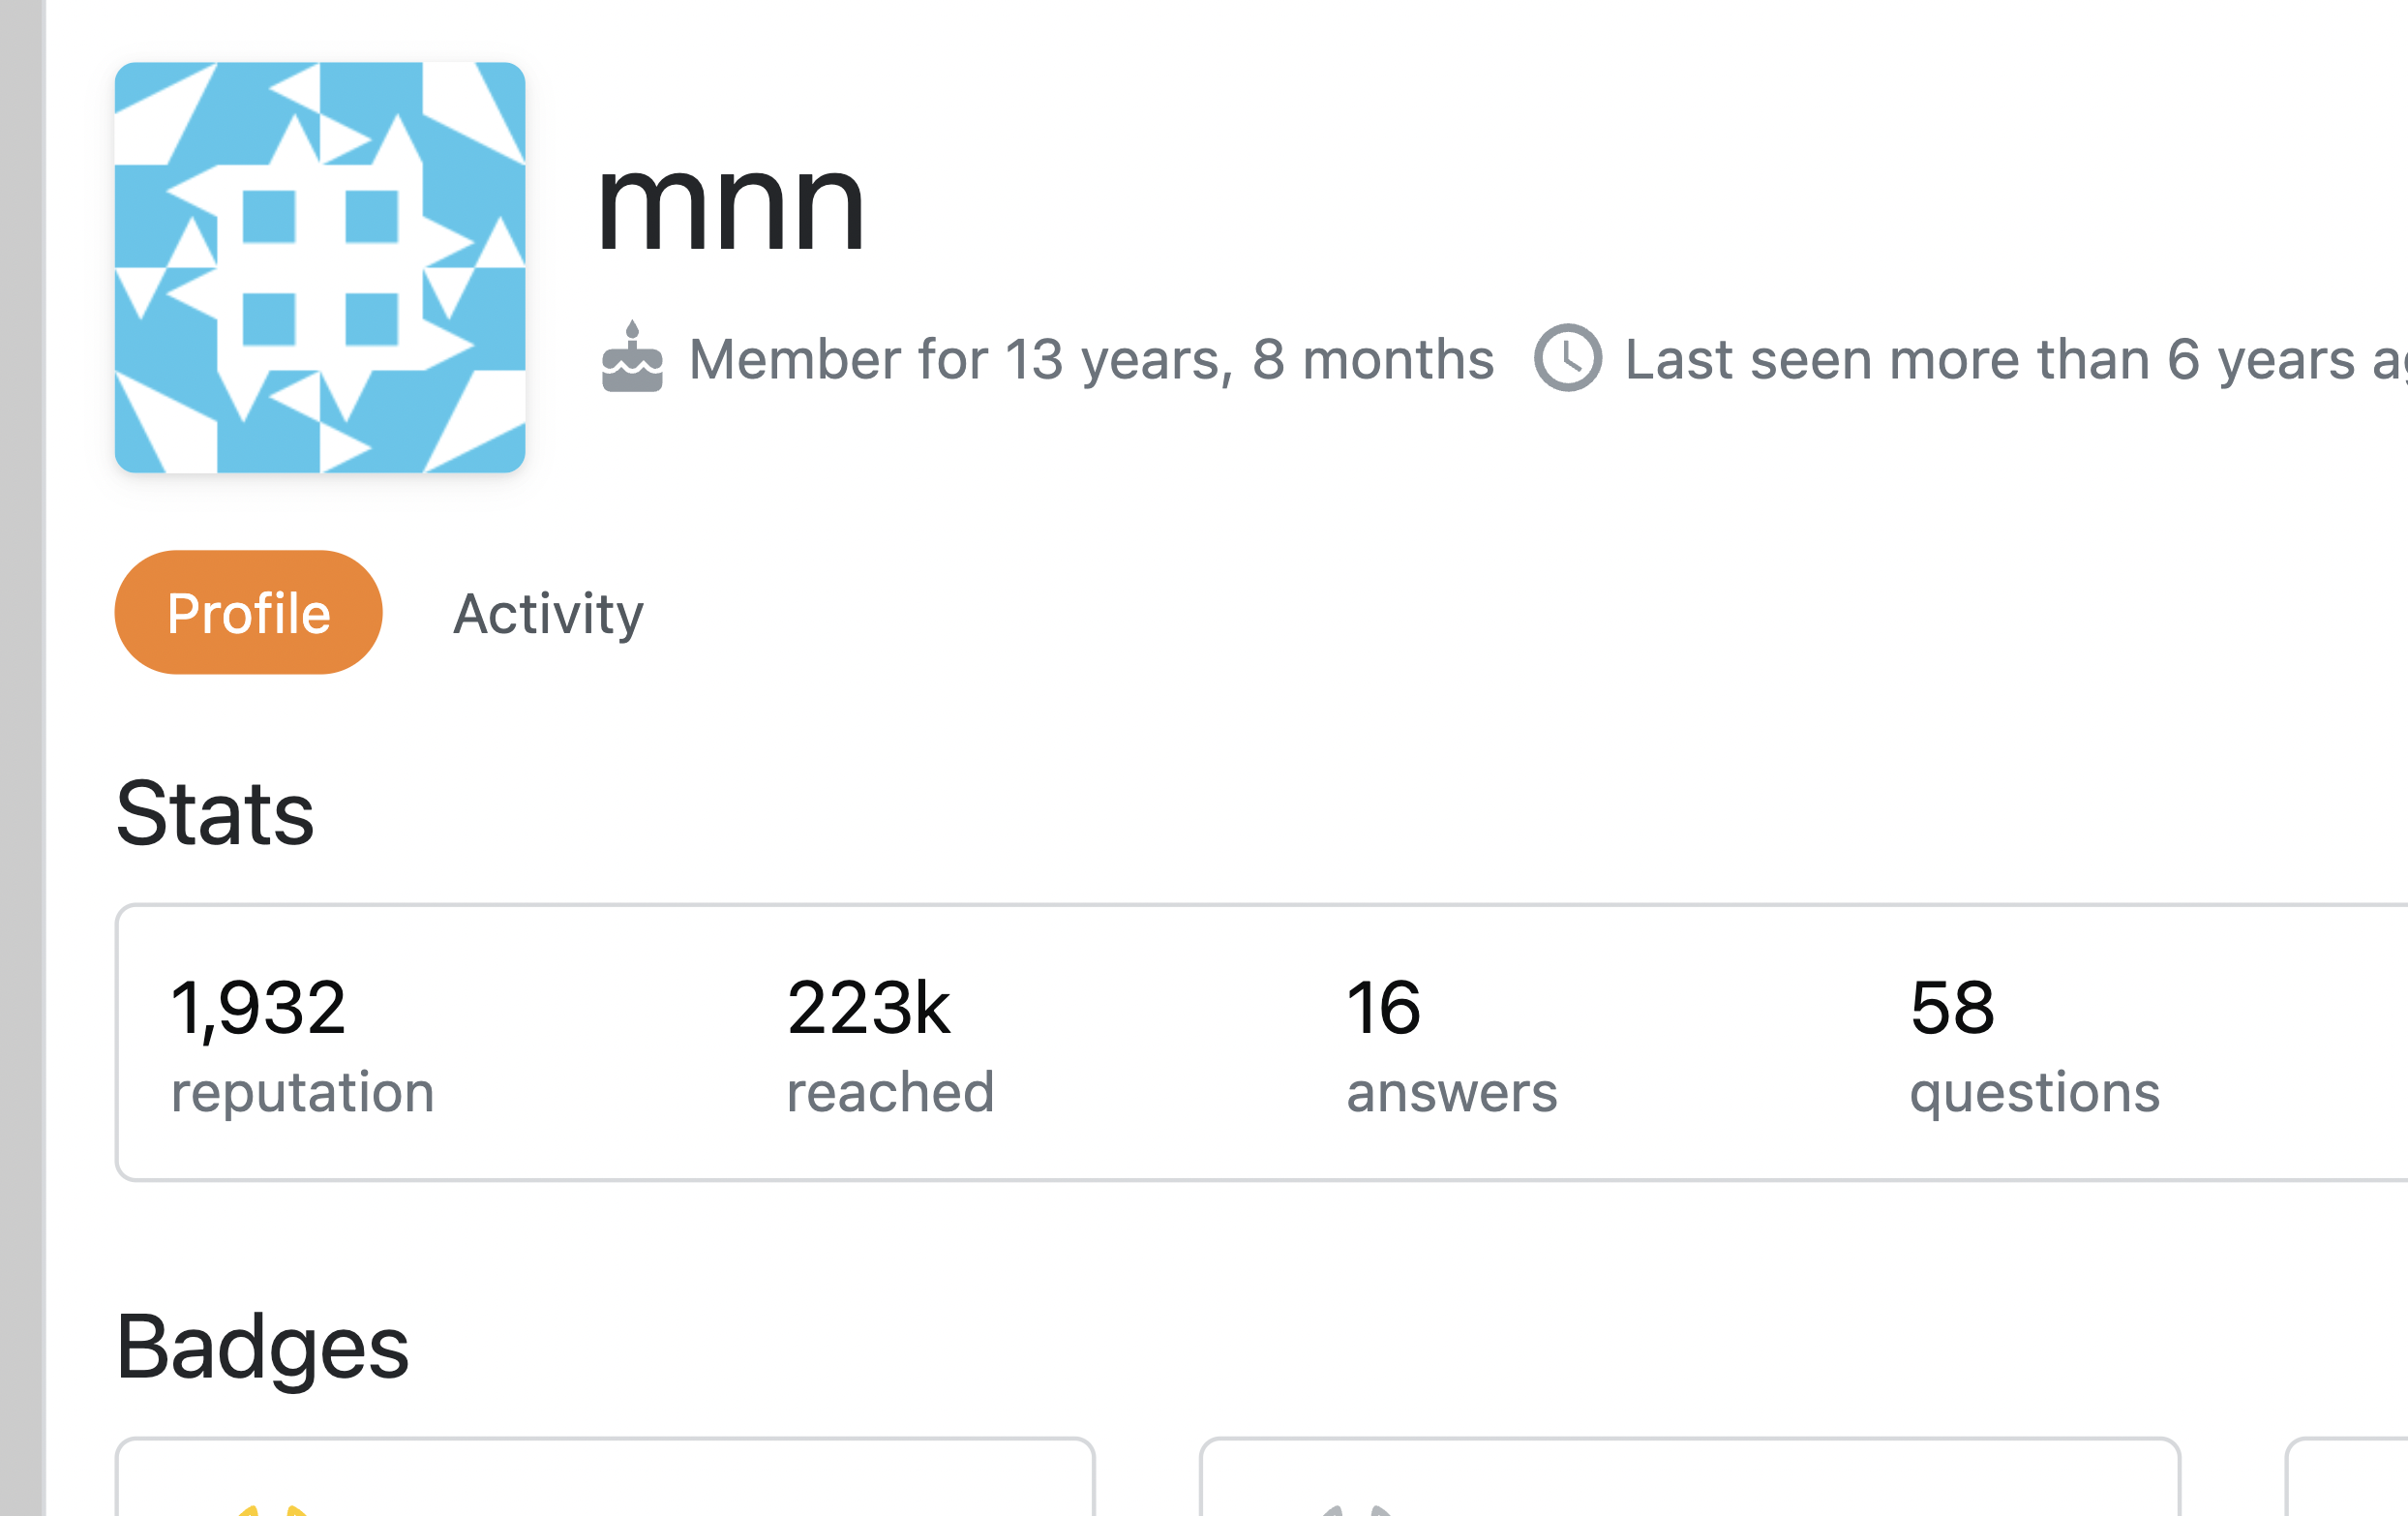 mnn
Member for 13 years, 8 months Last seen more than 6 years
Profile Activity
Stats
1,932 223k 16 58
reputation reached answers questions
Badges